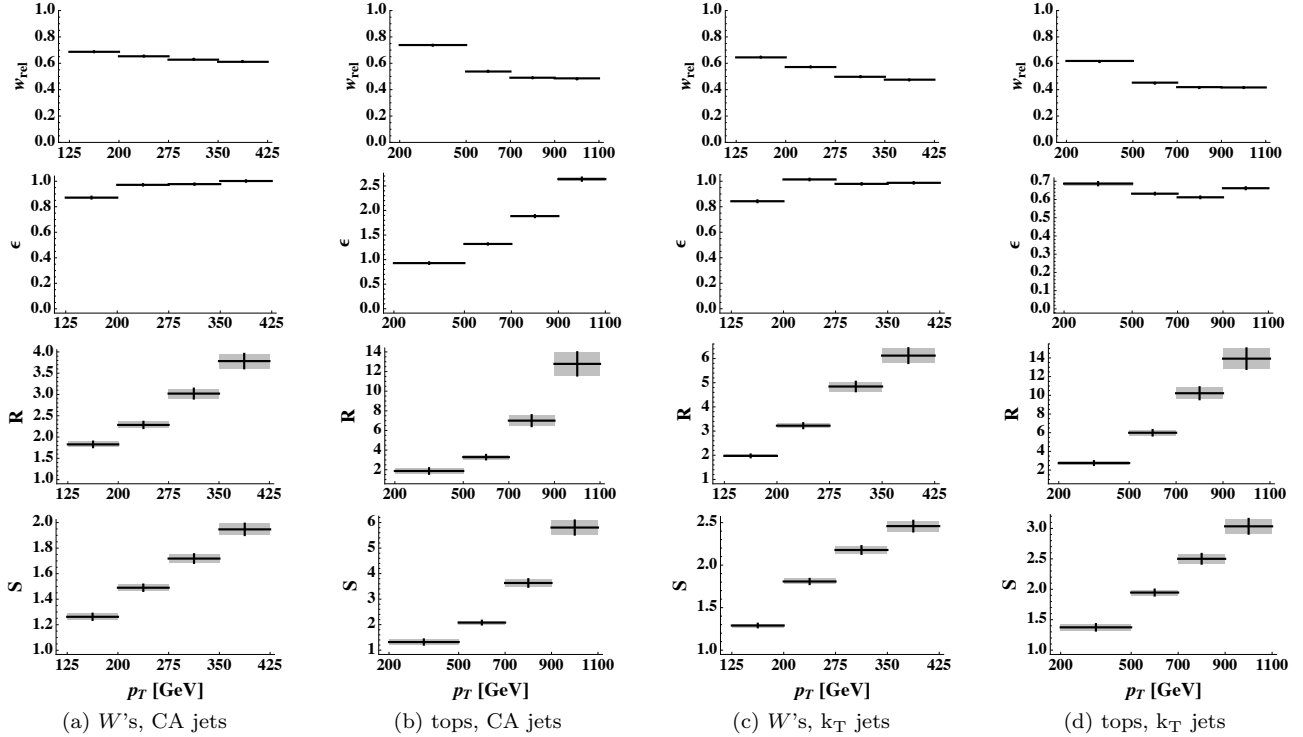 1.0
0.8
0.6
0.4
0.2
0.0
w_rel
125 200 275 350 425
1.0
0.8
0.6
0.4
0.2
0.0
w_rel
200 500 700 900 1100
1.0
0.8
0.6
0.4
0.2
0.0
w_rel
125 200 275 350 425
1.0
0.8
0.6
0.4
0.2
0.0
w_rel
200 500 700 900 1100
1.0
0.8
0.6
0.4
0.2
0.0
ϵ
125 200 275 350 425
2.5
2.0
1.5
1.0
0.5
0.0
ϵ
200 500 700 900 1100
1.0
0.8
0.6
0.4
0.2
0.0
ϵ
125 200 275 350 425
0.7
0.6
0.5
0.4
0.3
0.2
0.1
0.0
ϵ
200 500 700 900 1100
4.0
3.5
3.0
2.5
2.0
1.5
1.0
R
125 200 275 350 425
14
12
10
8
6
4
2
R
200 500 700 900 1100
6
5
4
3
2
1
R
125 200 275 350 425
14
12
10
8
6
4
2
R
200 500 700 900 1100
2.0
1.8
1.6
1.4
1.2
1.0
S
125 200 275 350 425
p_T [GeV]
6
5
4
3
2
1
S
200 500 700 900 1100
p_T [GeV]
2.5
2.0
1.5
1.0
S
125 200 275 350 425
p_T [GeV]
3.0
2.5
2.0
1.5
1.0
S
200 500 700 900 1100
p_T [GeV]
(a) W's, CA jets
(b) tops, CA jets
(c) W's, k_T jets
(d) tops, k_T jets